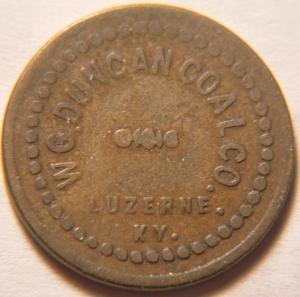 W.G. DUNCAN COAL CO.
LUZERNE,
KY.